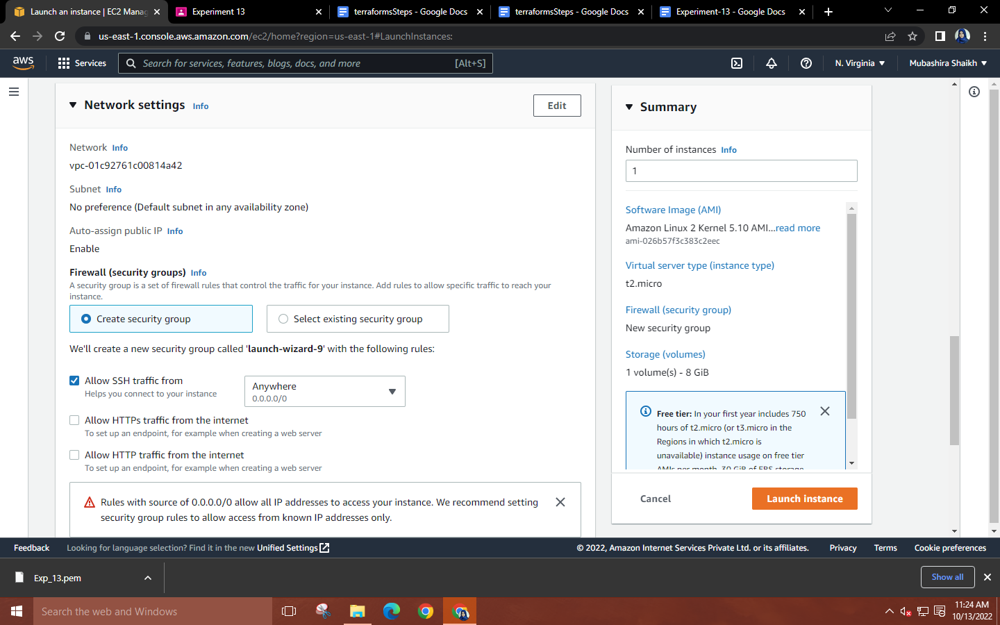 Launch an instance | EC2 Manag
Experiment 13
terraformsSteps - Google Docs
terraformsSteps - Google Docs
Experiment-13 - Google Docs
us-east-1.console.aws.amazon.com/ec2/home?region=us-east-1#LaunchInstances:
aws
Services
Search for services, features, blogs, docs, and more
[Alt+S]
N. Virginia
Mubashira Shaikh
Network settings Info
Edit
Network Info
vpc-01c92761c00814a42
Subnet Info
No preference (Default subnet in any availability zone)
Auto-assign public IP Info
Enable
Firewall (security groups) Info
A security group is a set of firewall rules that control the traffic for your instance. Add rules to allow specific traffic to reach your
instance.
Create security group
Select existing security group
We'll create a new security group called 'launch-wizard-9' with the following rules:
Allow SSH traffic from
Helps you connect to your instance
Anywhere
0.0.0.0/0
Allow HTTPs traffic from the internet
To set up an endpoint, for example when creating a web server
Allow HTTP traffic from the internet
To set up an endpoint, for example when creating a web server
Rules with source of 0.0.0.0/0 allow all IP addresses to access your instance. We recommend setting
security group rules to allow access from known IP addresses only.
Summary
Number of instances Info
1
Software Image (AMI)
Amazon Linux 2 Kernel 5.10 AMI...read more
ami-026b57f3c383c2eec
Virtual server type (instance type)
t2.micro
Firewall (security group)
New security group
Storage (volumes)
1 volume(s) - 8 GiB
Free tier: In your first year includes 750
hours of t2.micro (or t3.micro in the
Regions in which t2.micro is
unavailable) instance usage on free tier
AMIs per month, 30 GiB of EBS storage,
Cancel
Launch instance
Feedback
Looking for language selection? Find it in the new Unified Settings
© 2022, Amazon Internet Services Private Ltd. or its affiliates.
Privacy
Terms
Cookie preferences
Exp_13.pem
Show all
Search the web and Windows
11:24 AM
10/13/2022